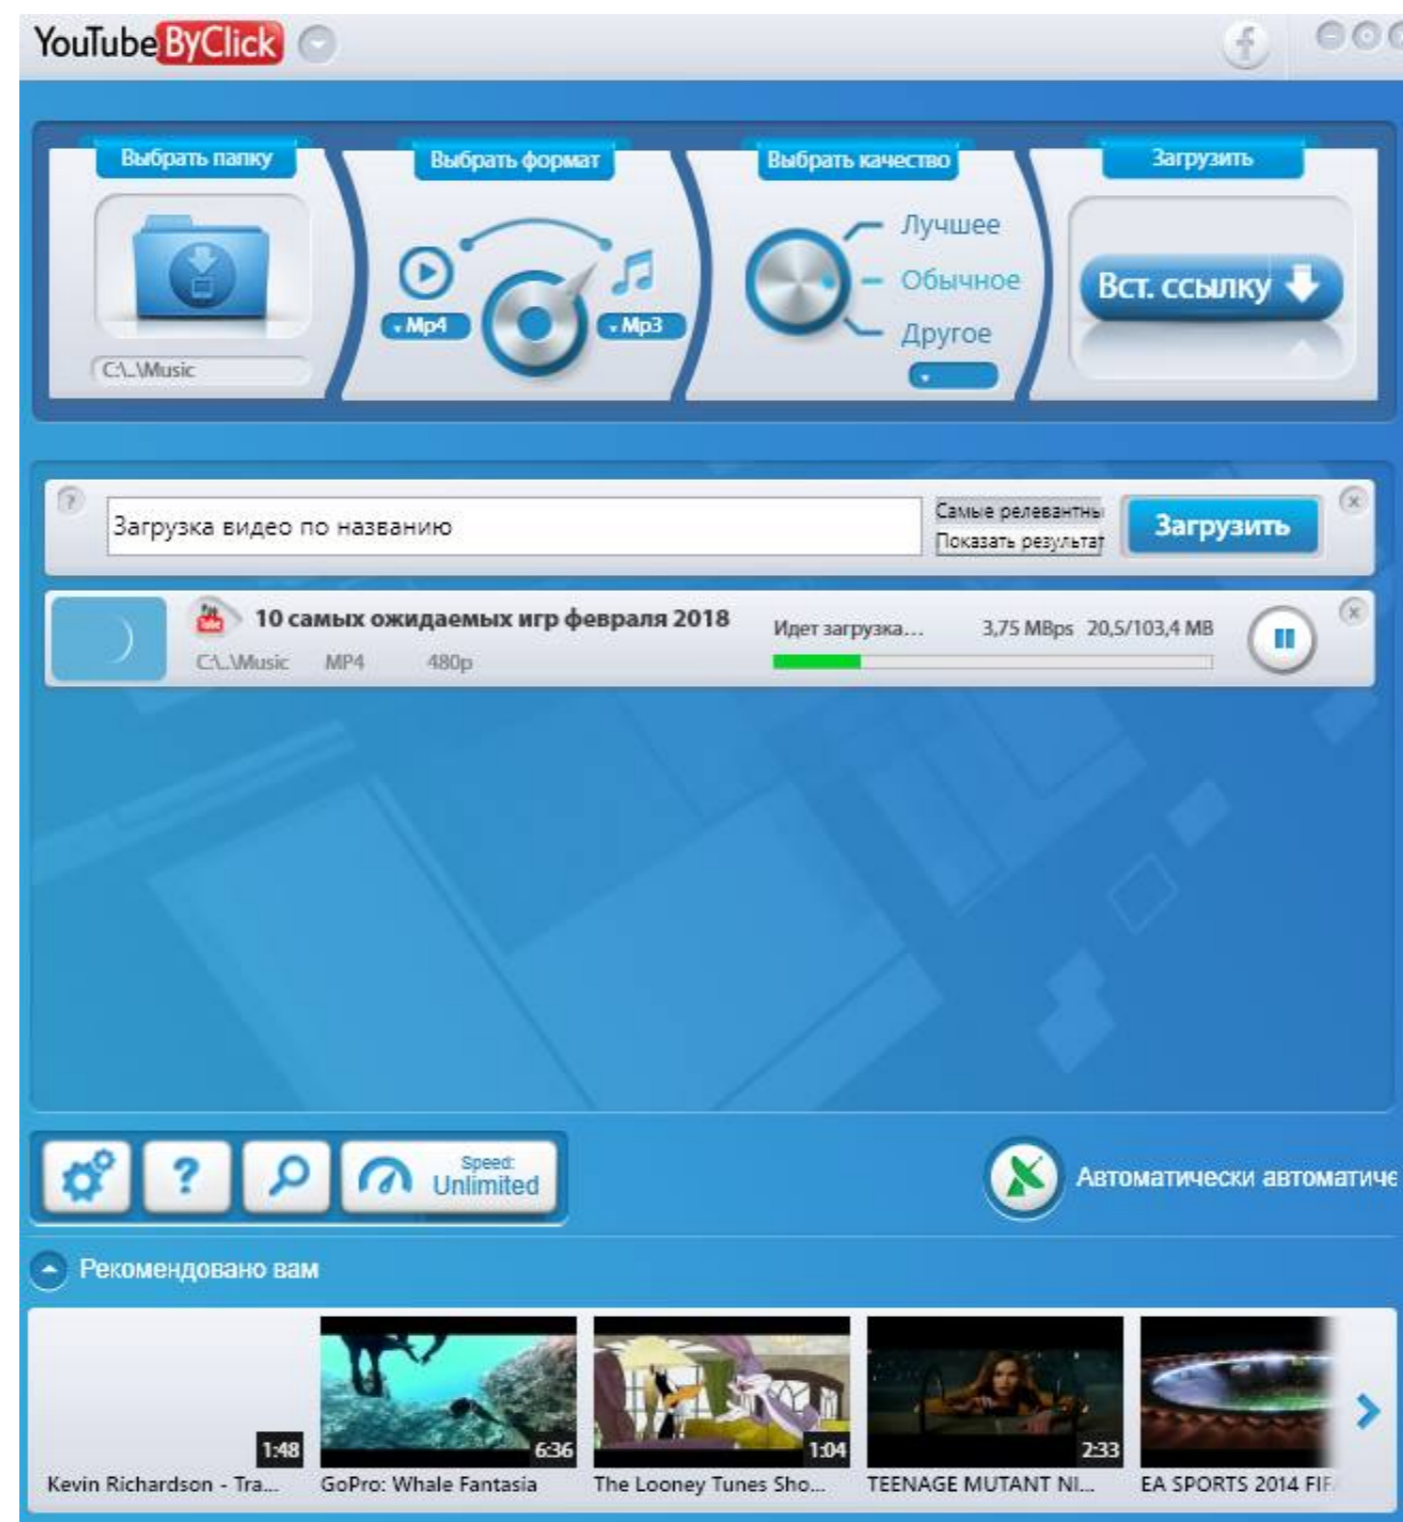 YouTube ByClick
Выбрать папку
Выбрать формат
Выбрать качество
Загрузить
Лучшее
Обычное
Другое
Mp4
Mp3
Вст. ссылку
C:\..\Music
?
Загрузка видео по названию
Самые релевантны
Показать результат
Загрузить
You Tube
10 самых ожидаемых игр февраля 2018
Идет загрузка...
3,75 MBps 20,5/103,4 MB
C:\..\Music MP4 480p
?
Speed:
Unlimited
Автоматически автоматиче
Рекомендовано вам
1:48
6:36
1:04
2:33
Kevin Richardson - Tra...
GoPro: Whale Fantasia
The Looney Tunes Sho...
TEENAGE MUTANT NI...
EA SPORTS 2014 FIF